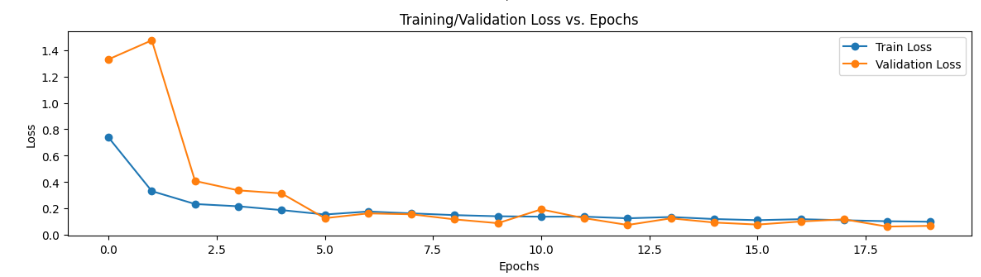 Training/Validation Loss vs. Epochs
Train Loss
Validation Loss
Loss
1.4
1.2
1.0
0.8
0.6
0.4
0.2
0.0
0.0 2.5 5.0 7.5 10.0 12.5 15.0 17.5
Epochs